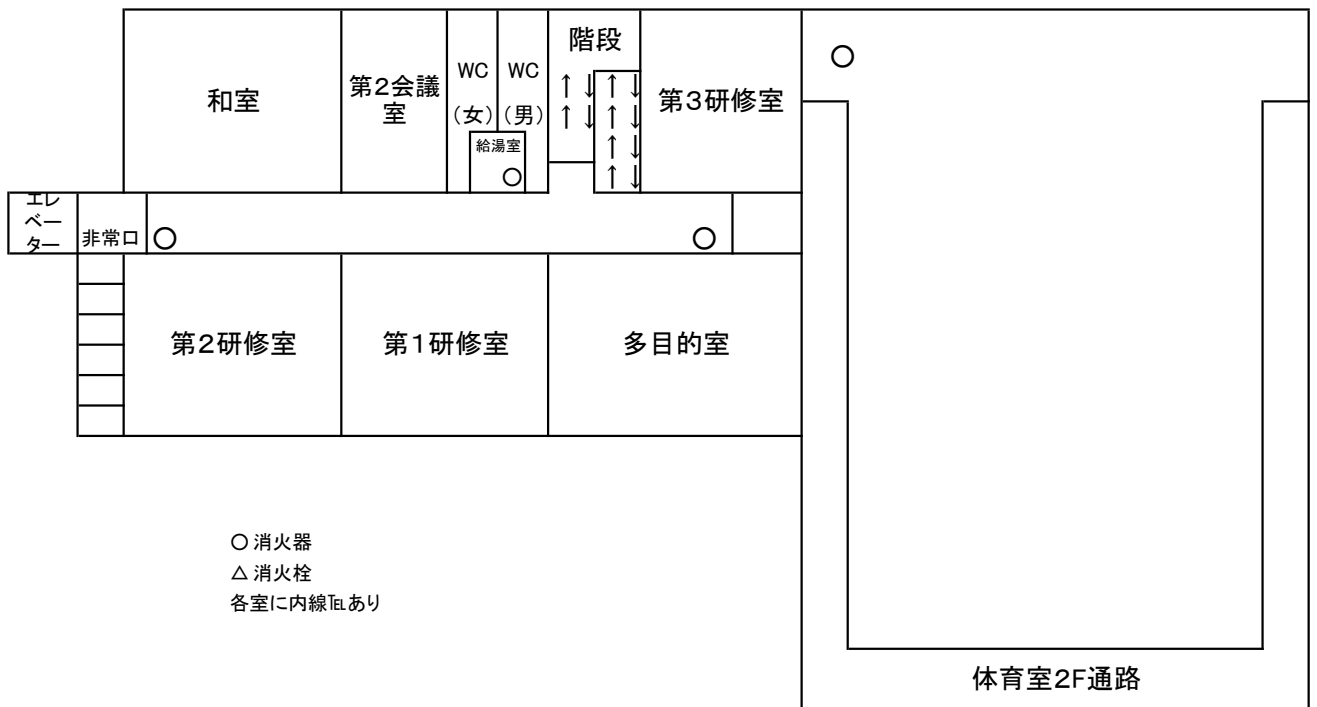 和室
第2会議
室
WC
(女)
WC
(男)
給湯室
○
階段
↑ ↓ ↑ ↓
↑ ↓ ↑ ↓
↑ ↓
↑ ↓
第3研修室
○
エレ
ベー
ター
非常口
○
○
第2研修室
第1研修室
多目的室
○ 消火器
△ 消火栓
各室に内線℡あり
体育室2F通路